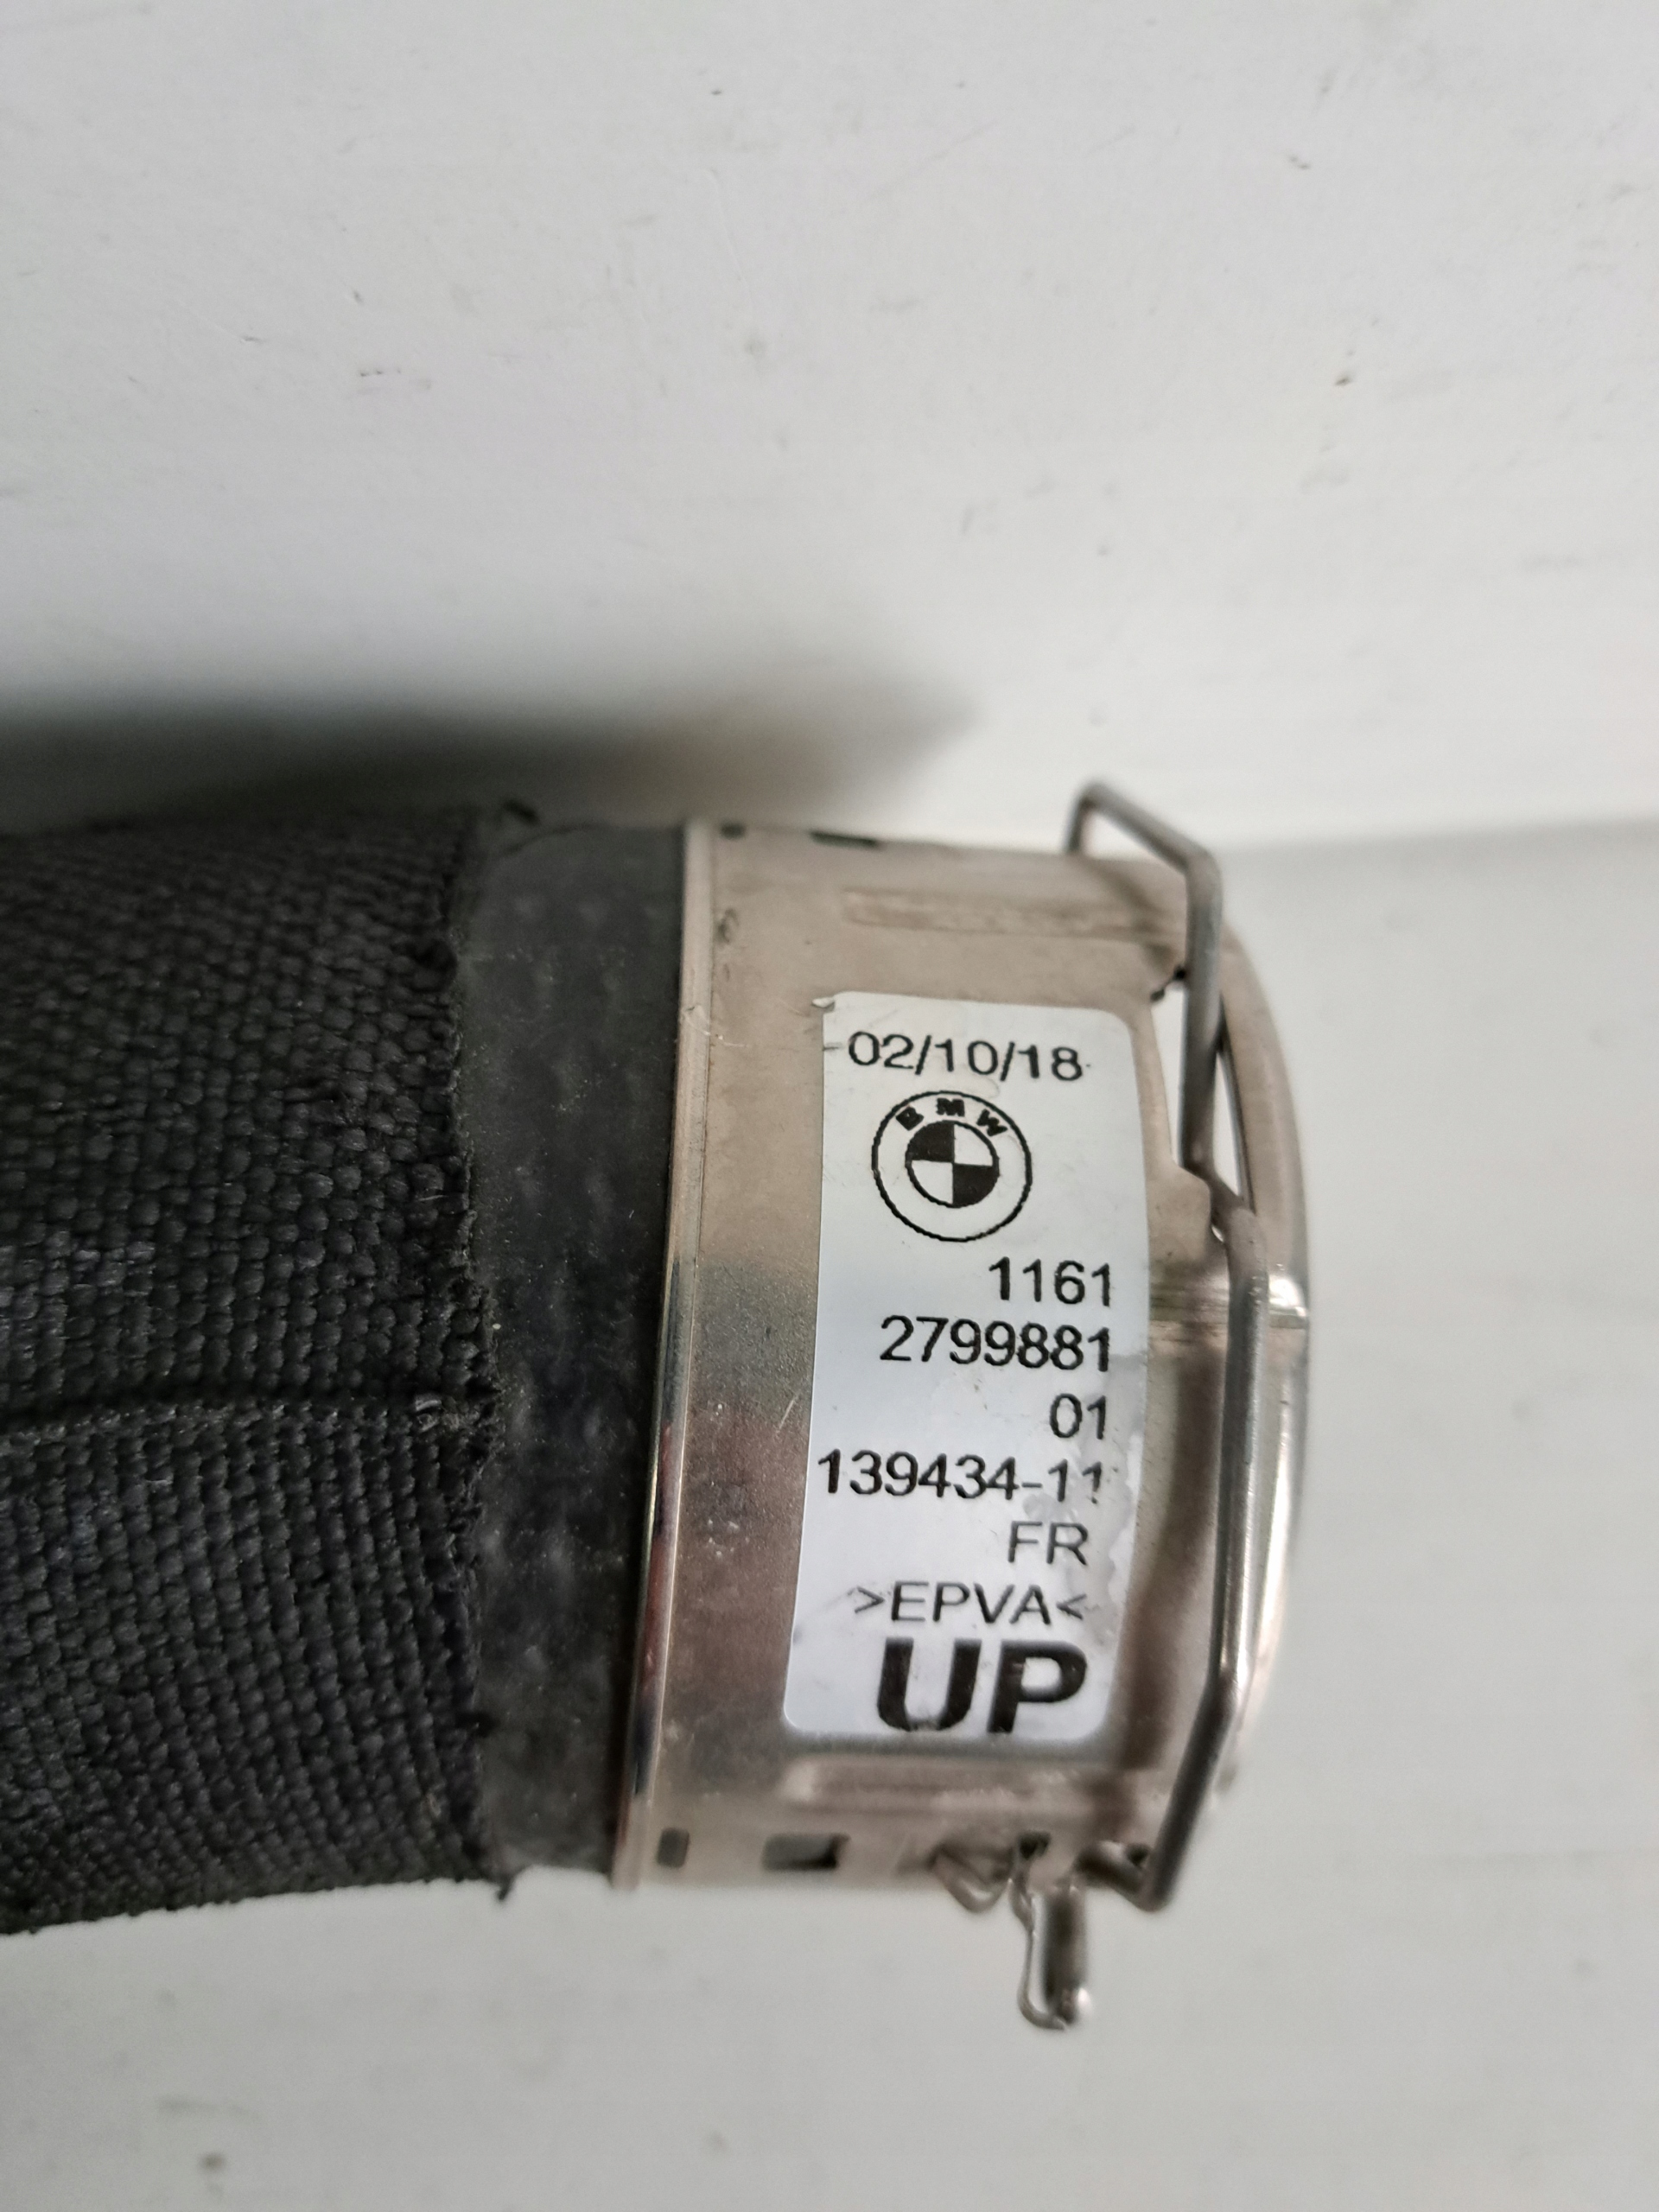 02/10/18
BMW
1161
2799881
01
139434-11
FR
>EPVA<
UP